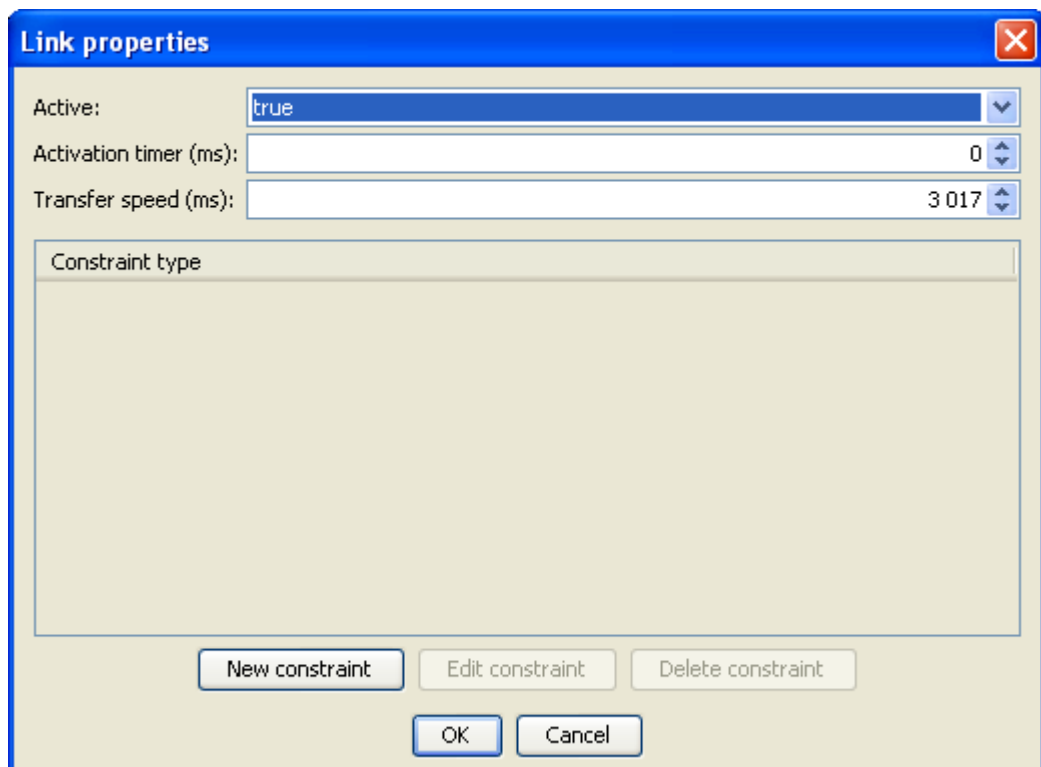 Link properties
Active: true
Activation timer (ms): 0
Transfer speed (ms): 3 017
Constraint type
New constraint Edit constraint Delete constraint
OK Cancel